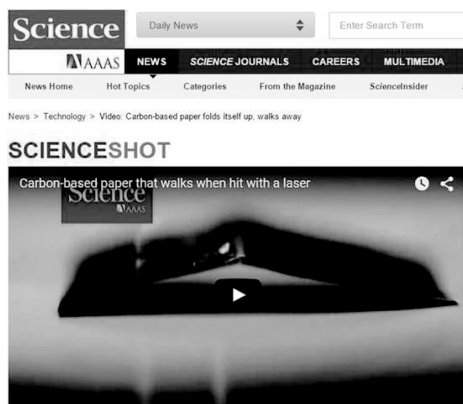 Science
Daily News
Enter Search Term
AAAS
NEWS SCIENCE JOURNALS CAREERS MULTIMEDIA
News Home Hot Topics Categories From the Magazine ScienceInsider
News > Technology > Video: Carbon-based paper folds itself up, walks away
SCIENCESHOT
Carbon-based paper that walks when hit with a laser
Science
AAAS